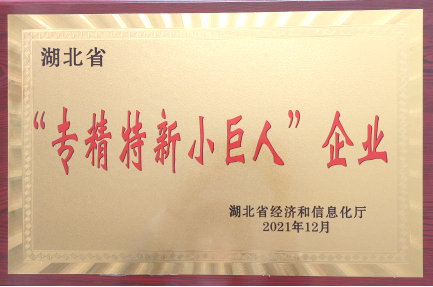 湖北省
“专精特新小巨人”企业
湖北省经济和信息化厅
2021年12月